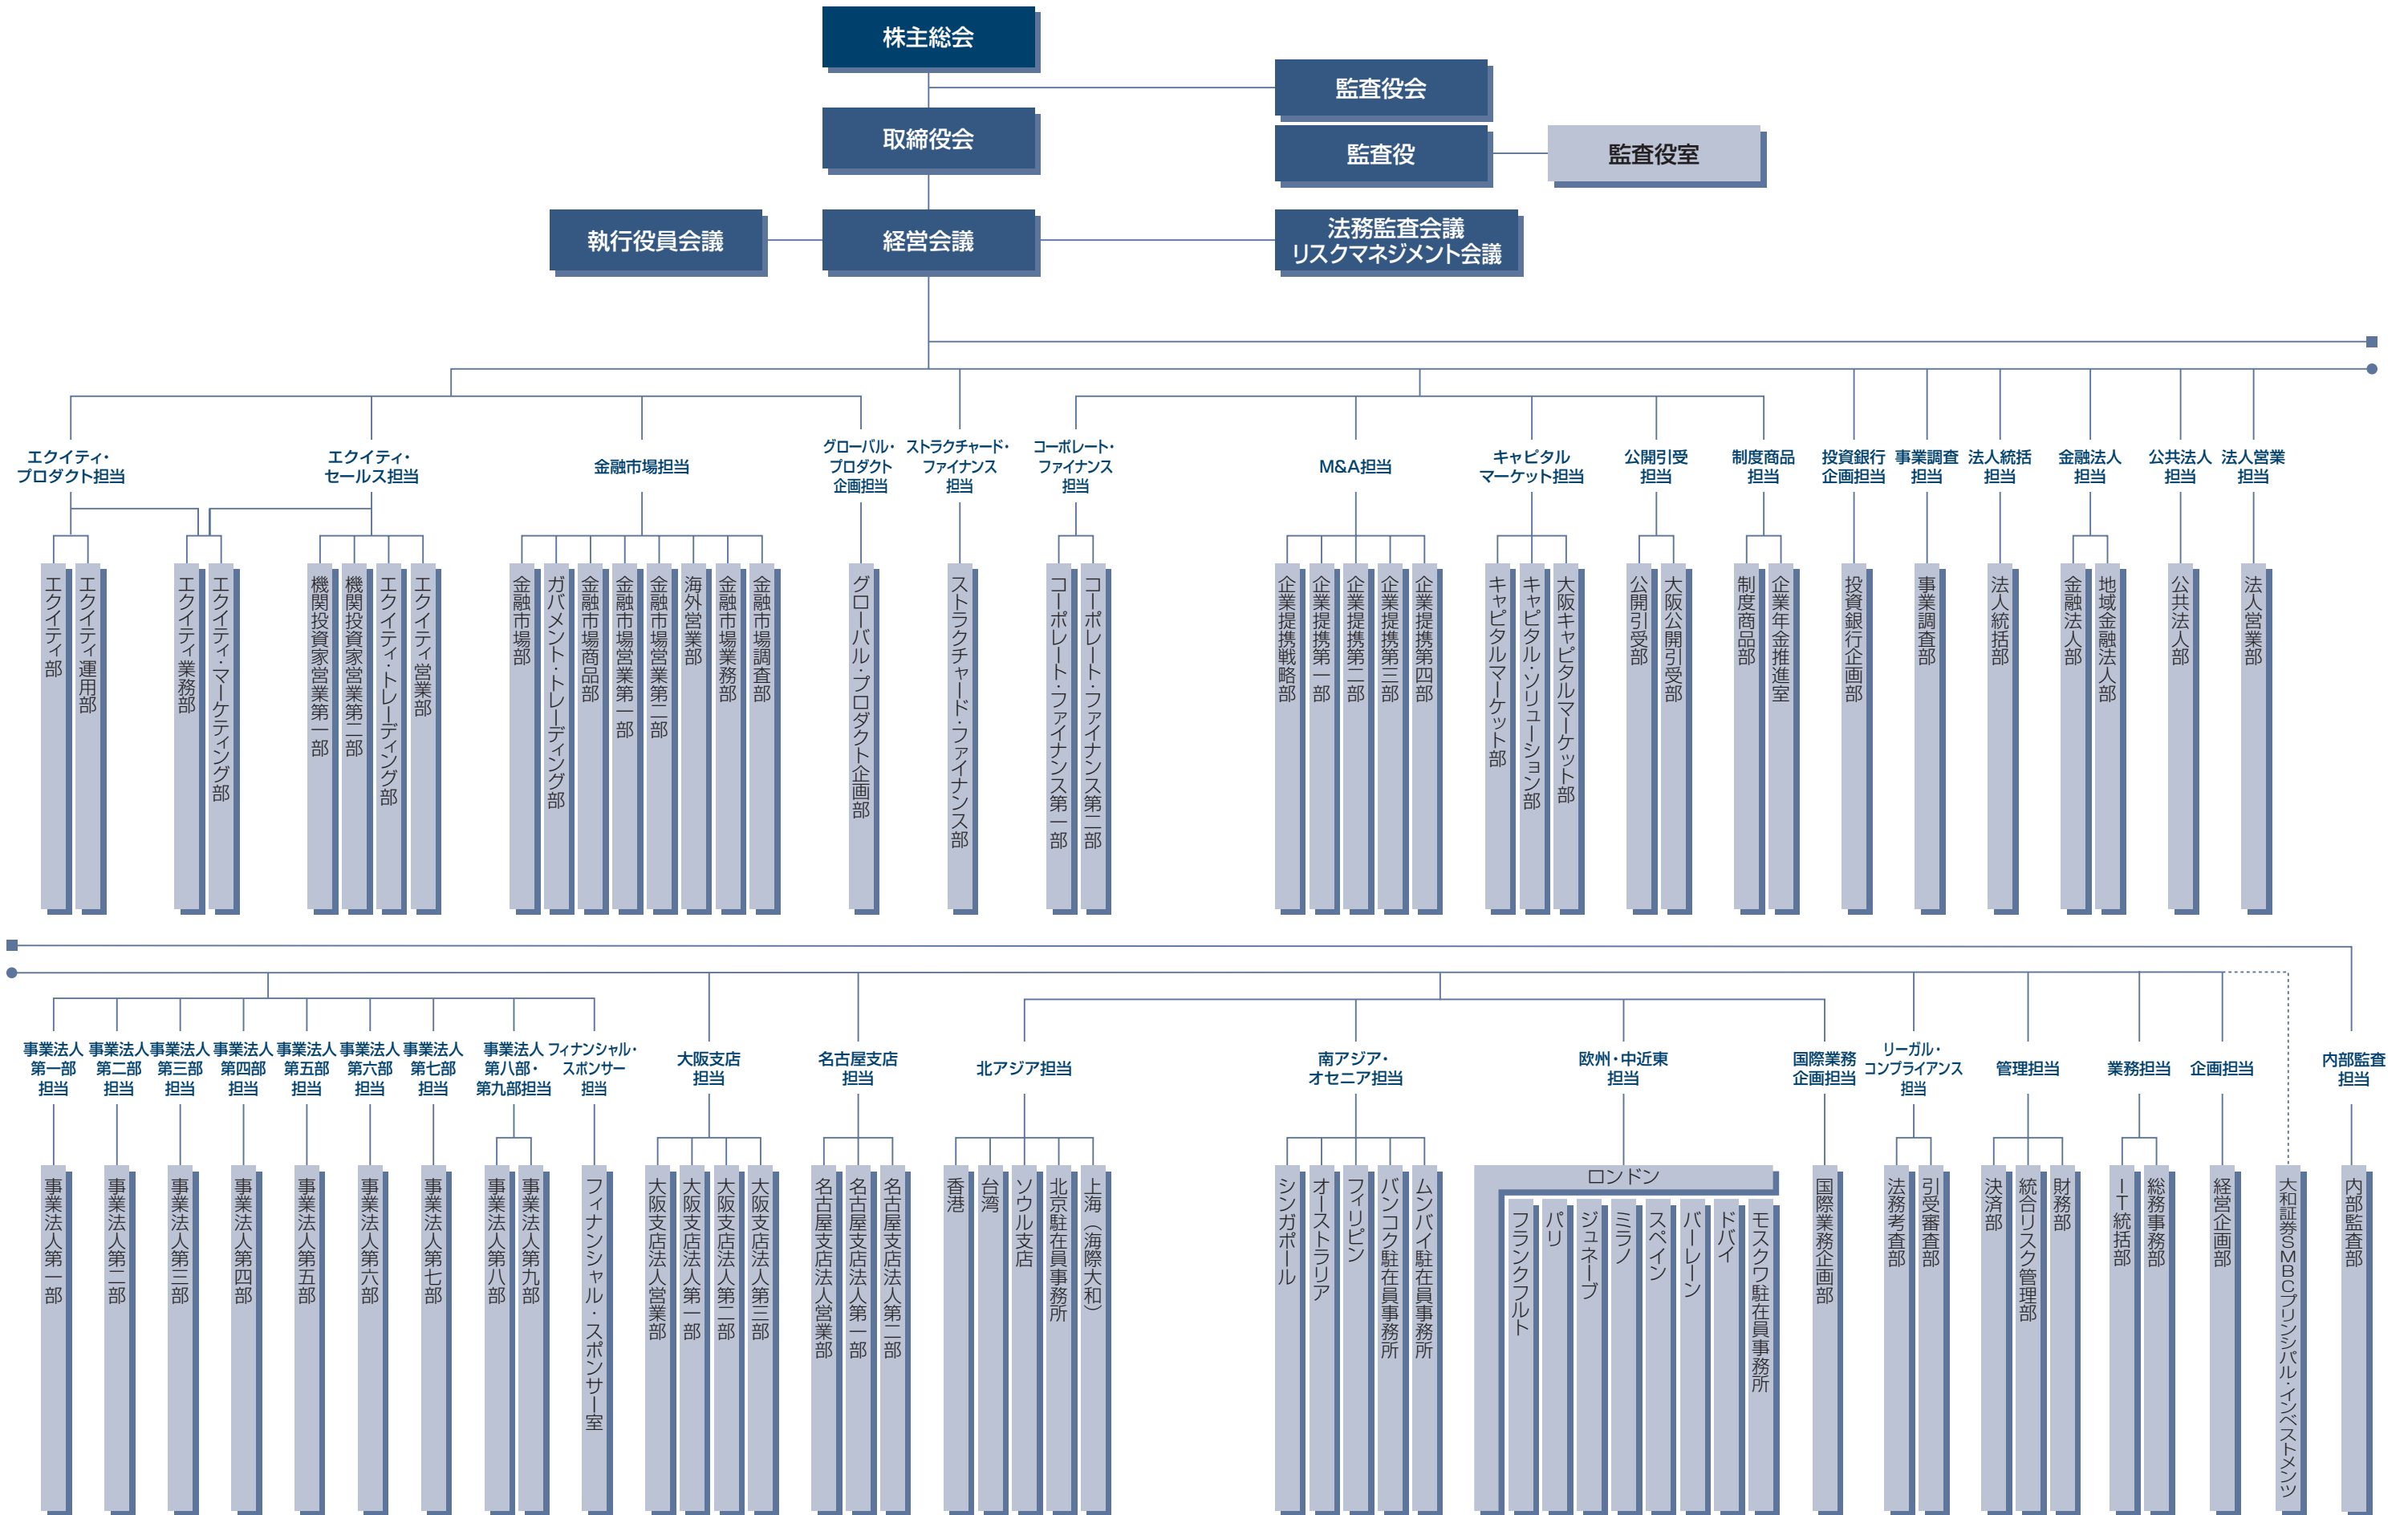 株主総会
監査役会
取締役会
監査役
監査役室
執行役員会議
経営会議
法務監査会議
リスクマネジメント会議
エクイティ・
プロダクト担当
エクイティ・
セールス担当
金融市場担当
グローバル・
プロダクト
企画担当
ストラクチャード・
ファイナンス
担当
コーポレート・
ファイナンス
担当
M&A担当
キャピタル
マーケット担当
公開引受
担当
制度商品
担当
投資銀行
企画担当
事業調査
担当
法人統括
担当
金融法人
担当
公共法人
担当
法人営業
担当
エクイティ部
エクイティ運用部
エクイティ業務部
エクイティ・マーケティング部
機関投資家営業第一部
機関投資家営業第二部
エクイティ・トレーディング部
エクイティ営業部
金融市場部
ガバメント・トレーディング部
金融市場商品部
金融市場営業第一部
金融市場営業第二部
海外営業部
金融市場業務部
金融市場調査部
グローバル・プロダクト企画部
ストラクチャード・ファイナンス部
コーポレート・ファイナンス第一部
コーポレート・ファイナンス第二部
企業提携戦略部
企業提携第一部
企業提携第二部
企業提携第三部
企業提携第四部
キャピタルマーケット部
キャピタル・ソリューション部
大阪キャピタルマーケット部
公開引受部
大阪公開引受部
制度商品部
企業年金推進室
投資銀行企画部
事業調査部
法人統括部
金融法人部
地域金融法人部
公共法人部
法人営業部
事業法人
第一部
担当
事業法人
第二部
担当
事業法人
第三部
担当
事業法人
第四部
担当
事業法人
第五部
担当
事業法人
第六部
担当
事業法人
第七部
担当
事業法人
第八部・
第九部担当
フィナンシャル・
スポンサー
担当
大阪支店
担当
名古屋支店
担当
北アジア担当
南アジア・
オセニア担当
欧州・中近東
担当
国際業務
企画担当
リーガル・
コンプライアンス
担当
管理担当
業務担当
企画担当
内部監査
担当
事業法人第一部
事業法人第二部
事業法人第三部
事業法人第四部
事業法人第五部
事業法人第六部
事業法人第七部
事業法人第八部
事業法人第九部
フィナンシャル・スポンサー室
大阪支店法人営業部
大阪支店法人第一部
大阪支店法人第二部
大阪支店法人第三部
名古屋支店法人営業部
名古屋支店法人第一部
名古屋支店法人第二部
香港
台湾
ソウル支店
北京駐在員事務所
上海（海際大和）
シンガポール
オーストラリア
フィリピン
バンコク駐在員事務所
ムンバイ駐在員事務所
ロンドン
フランクフルト
パリ
ジュネーブ
ミラノ
スペイン
バーレーン
ドバイ
モスクワ駐在員事務所
国際業務企画部
法務考査部
引受審査部
決済部
統合リスク管理部
財務部
IT統括部
総務事務部
経営企画部
大和証券SMBCプリンシパル・インベストメンツ
内部監査部